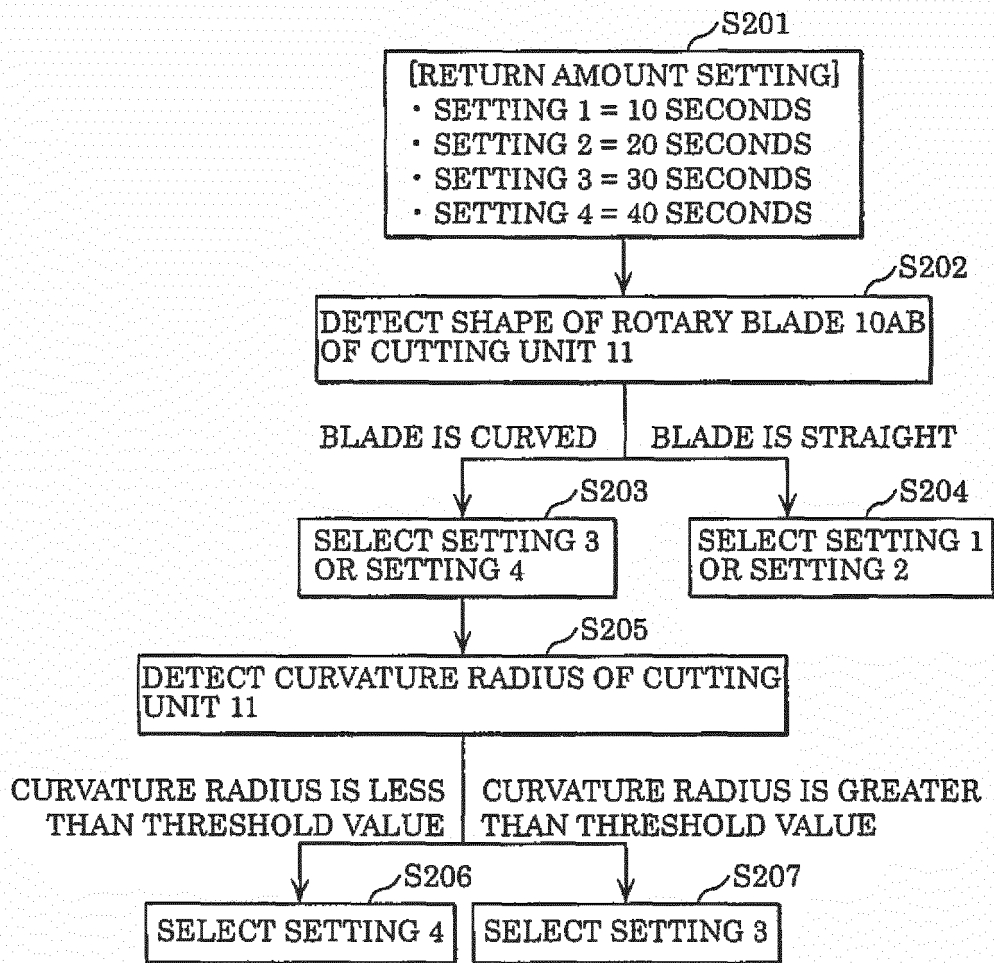 S201
[RETURN AMOUNT SETTING]
· SETTING 1 = 10 SECONDS
· SETTING 2 = 20 SECONDS
· SETTING 3 = 30 SECONDS
· SETTING 4 = 40 SECONDS
S202
DETECT SHAPE OF ROTARY BLADE 10AB
OF CUTTING UNIT 11
BLADE IS CURVED
BLADE IS STRAIGHT
S203
SELECT SETTING 3
OR SETTING 4
S204
SELECT SETTING 1
OR SETTING 2
S205
DETECT CURVATURE RADIUS OF CUTTING
UNIT 11
CURVATURE RADIUS IS LESS
THAN THRESHOLD VALUE
CURVATURE RADIUS IS GREATER
THAN THRESHOLD VALUE
S206
SELECT SETTING 4
S207
SELECT SETTING 3